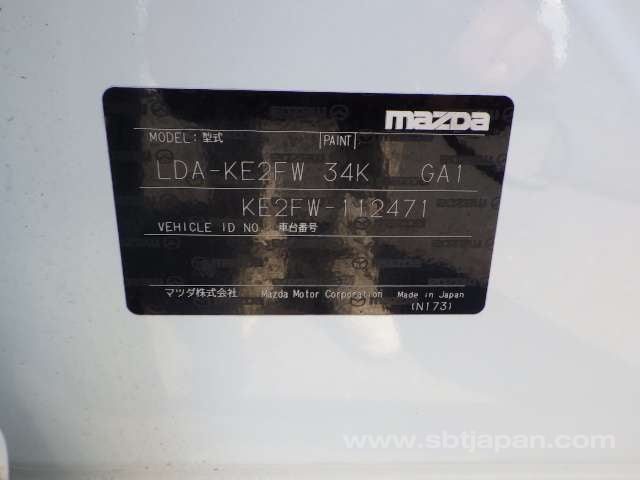 mazda
MODEL: 型式 |PAINT|
LDA-KE2FW 34K GA1
KE2FW-112471
VEHICLE ID NO. 車台番号
マツダ株式会社 Mazda Motor Corporation Made in Japan
(N173)
www.sbtjapan.com